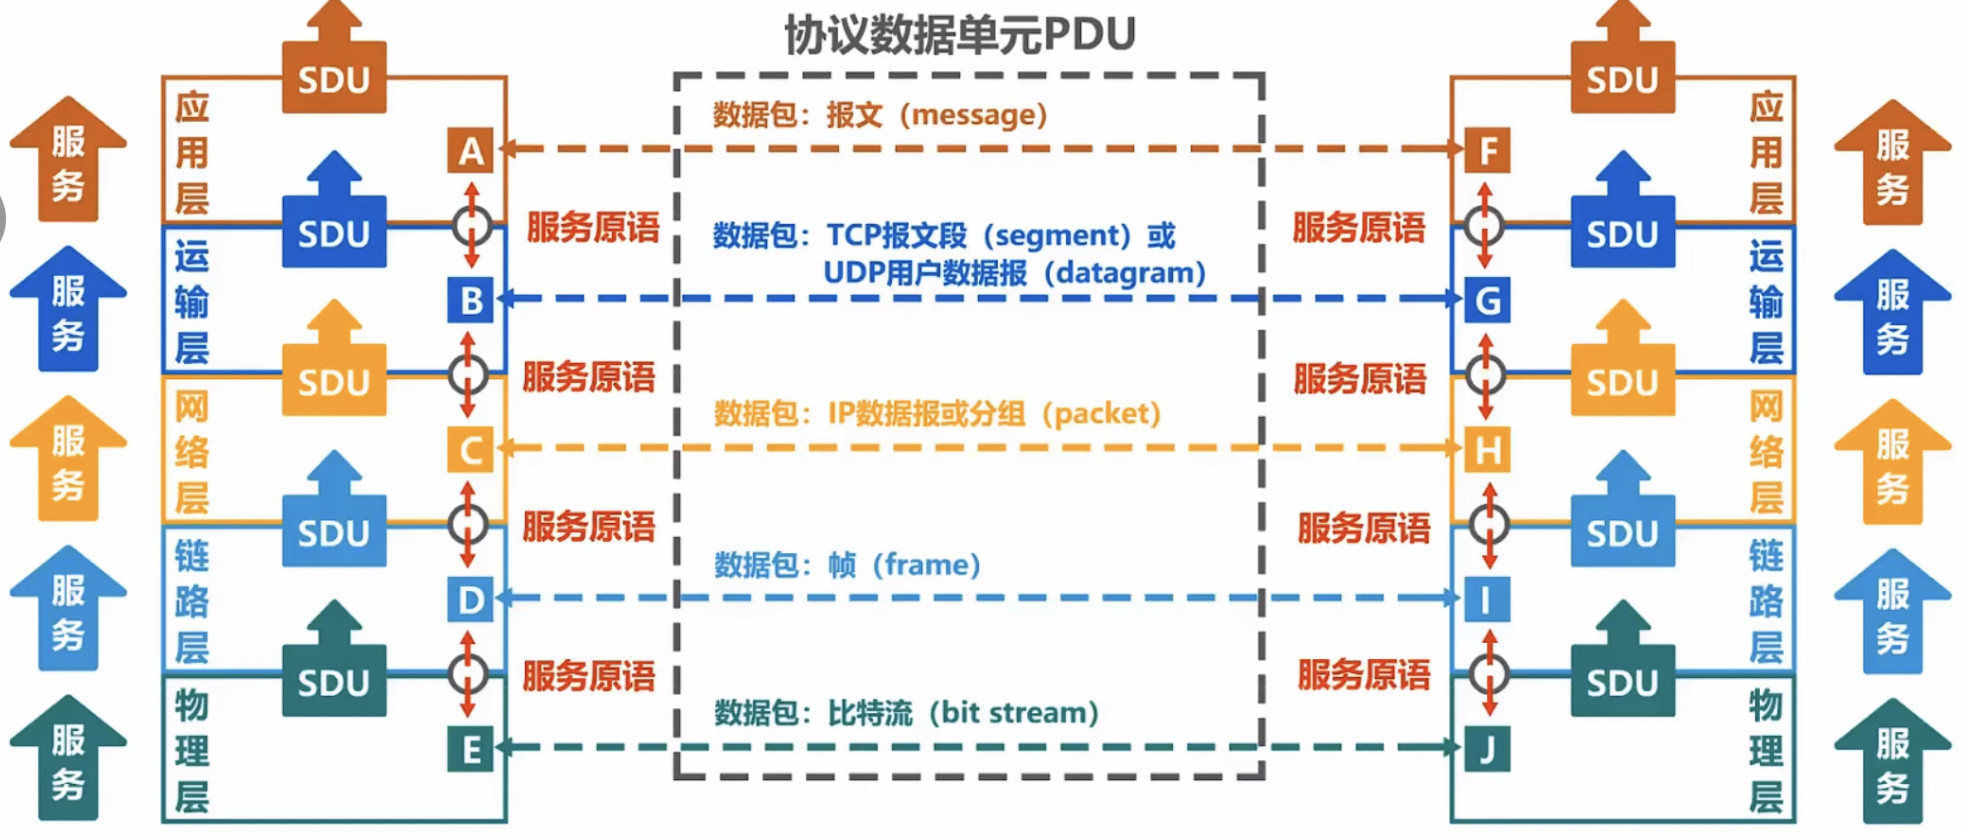 协议数据单元PDU
SDU
SDU
应用层
应用层
服务
服务
数据包：报文（message）
A
F
SDU
SDU
服务原语
服务原语
运输层
运输层
服务
服务
数据包：TCP报文段（segment）或
UDP用户数据报（datagram）
B
G
SDU
SDU
服务原语
服务原语
网络层
网络层
服务
服务
数据包：IP数据报或分组（packet）
C
H
SDU
SDU
服务原语
服务原语
链路层
链路层
服务
服务
数据包：帧（frame）
D
I
SDU
SDU
服务原语
服务原语
物理层
物理层
服务
服务
数据包：比特流（bit stream）
E
J